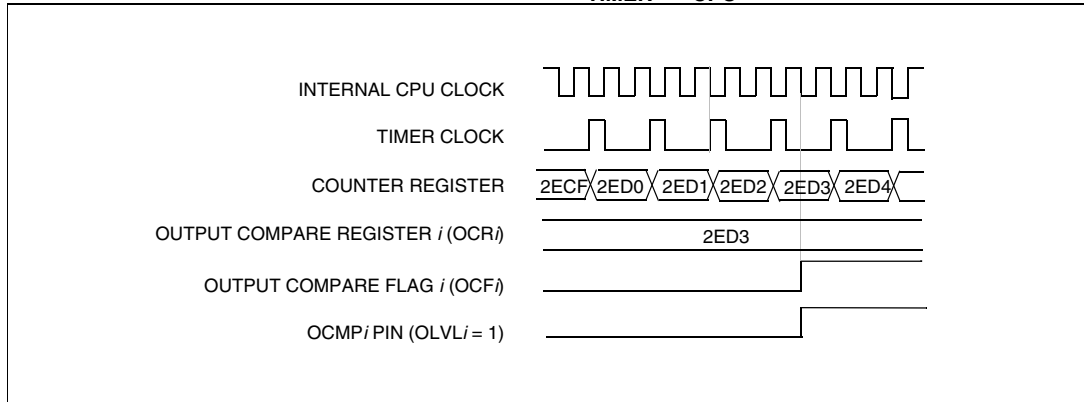 INTERNAL CPU CLOCK
TIMER CLOCK
COUNTER REGISTER 2ECF 2ED0 2ED1 2ED2 2ED3 2ED4
OUTPUT COMPARE REGISTER i (OCRi) 2ED3
OUTPUT COMPARE FLAG i (OCFi)
OCMPi PIN (OLVLi = 1)